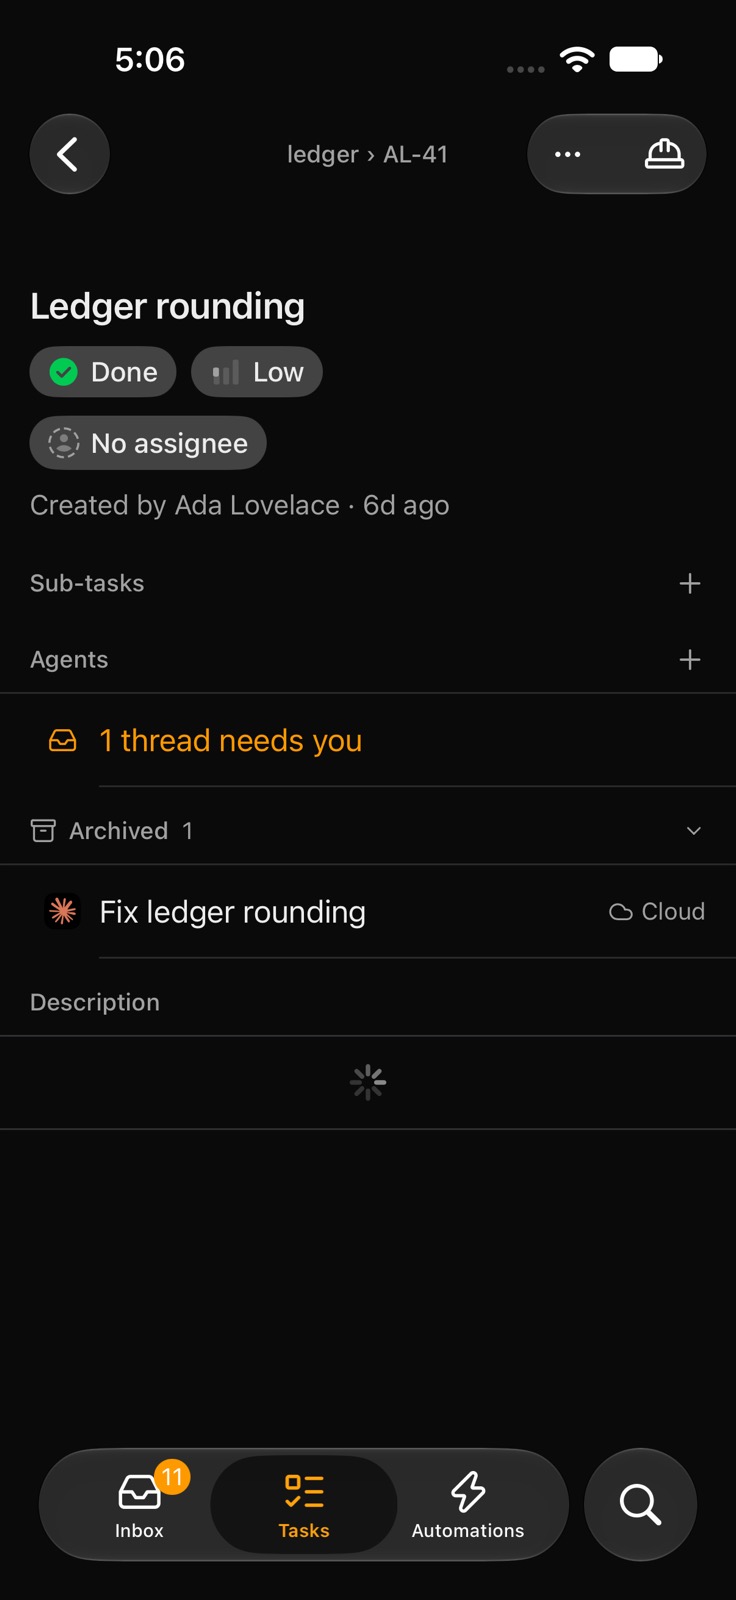 5:06
ledger › AL-41
Ledger rounding
Done
Low
No assignee
Created by Ada Lovelace · 6d ago
Sub-tasks
Agents
1 thread needs you
Archived 1
Fix ledger rounding
Cloud
Description
11
Inbox
Tasks
Automations